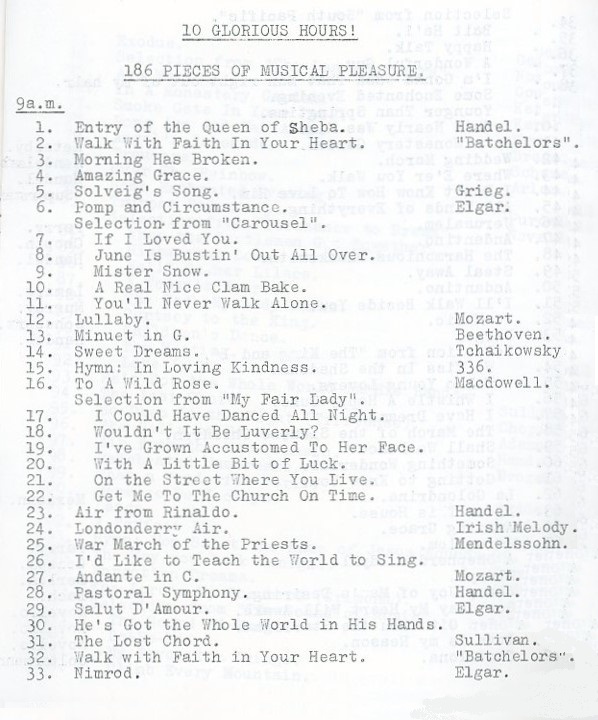 10 GLORIOUS HOURS!
186 PIECES OF MUSICAL PLEASURE.
9a.m.
1. Entry of the Queen of Sheba. Handel.
2. Walk With Faith In Your Heart. "Batchelors".
3. Morning Has Broken.
4. Amazing Grace.
5. Solveig's Song. Grieg.
6. Pomp and Circumstance. Elgar.
Selection from "Carousel".
7. If I Loved You.
8. June Is Bustin' Out All Over.
9. Mister Snow.
10. A Real Nice Clam Bake.
11. You'll Never Walk Alone.
12. Lullaby. Mozart.
13. Minuet in G. Beethoven.
14. Sweet Dreams. Tchaikowsky
15. Hymn: In Loving Kindness. 336.
16. To A Wild Rose. Macdowell.
Selection from "My Fair Lady".
17. I Could Have Danced All Night.
18. Wouldn't It Be Luverly?
19. I've Grown Accustomed To Her Face.
20. With A Little Bit of Luck.
21. On the Street Where You Live.
22. Get Me To The Church On Time.
23. Air from Rinaldo. Handel.
24. Londonderry Air. Irish Melody.
25. War March of the Priests. Mendelssohn.
26. I'd Like to Teach the World to Sing.
27. Andante in C. Mozart.
28. Pastoral Symphony. Handel.
29. Salut D'Amour. Elgar.
30. He's Got the Whole World in His Hands.
31. The Lost Chord. Sullivan.
32. Walk with Faith in Your Heart. "Batchelors".
33. Nimrod. Elgar.